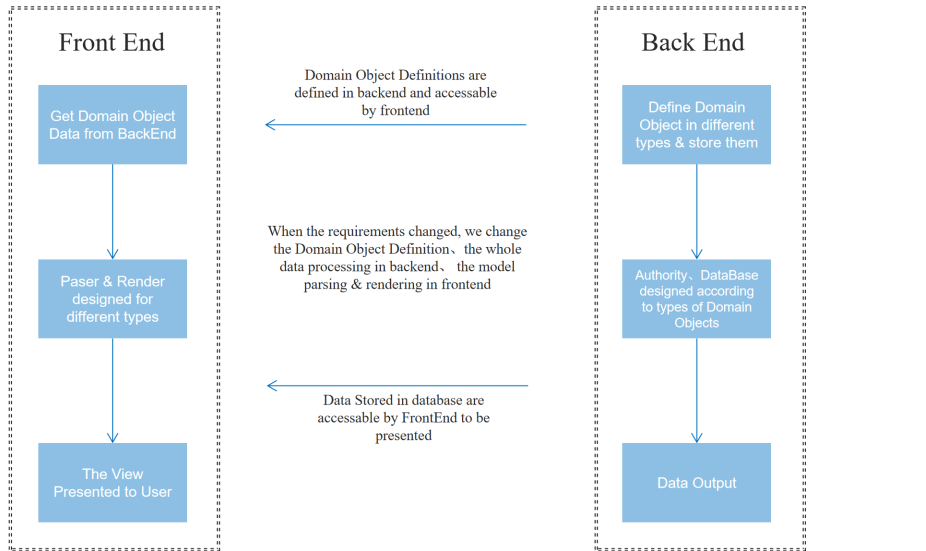 Front End
Get Domain Object
Data from BackEnd
Paser & Render
designed for
different types
The View
Presented to User
Domain Object Definitions are
defined in backend and accessable
by frontend
When the requirements changed, we change
the Domain Object Definition、the whole
data processing in backend、 the model
parsing & rendering in frontend
Data Stored in database are
accessable by FrontEnd to be
presented
Back End
Define Domain
Object in different
types & store them
Authority、DataBase
designed according
to types of Domain
Objects
Data Output